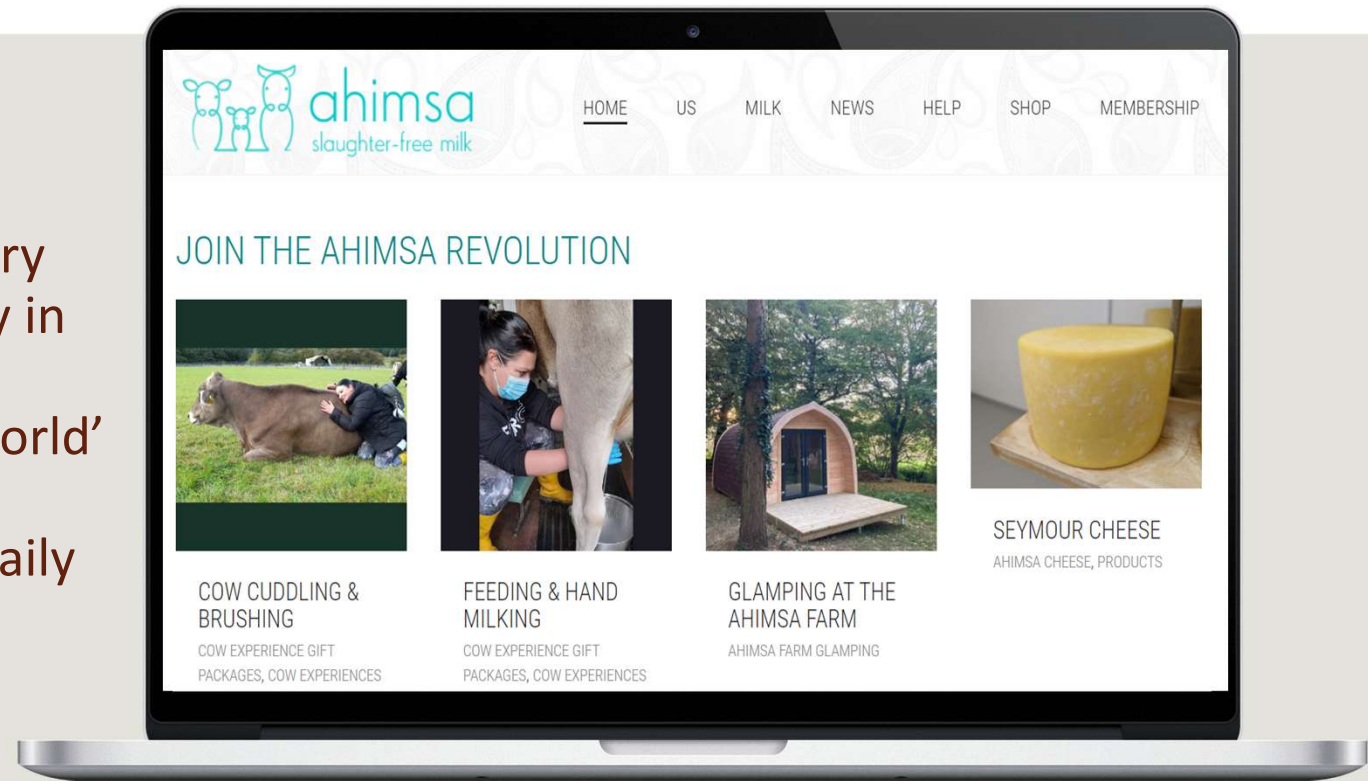 ry
y in
orld’
aily
ahimsa
slaughter-free milk
HOME US MILK NEWS HELP SHOP MEMBERSHIP
JOIN THE AHIMSA REVOLUTION
COW CUDDLING &
BRUSHING
COW EXPERIENCE GIFT
PACKAGES, COW EXPERIENCES
FEEDING & HAND
MILKING
COW EXPERIENCE GIFT
PACKAGES, COW EXPERIENCES
GLAMPING AT THE
AHIMSA FARM
AHIMSA FARM GLAMPING
SEYMOUR CHEESE
AHIMSA CHEESE, PRODUCTS